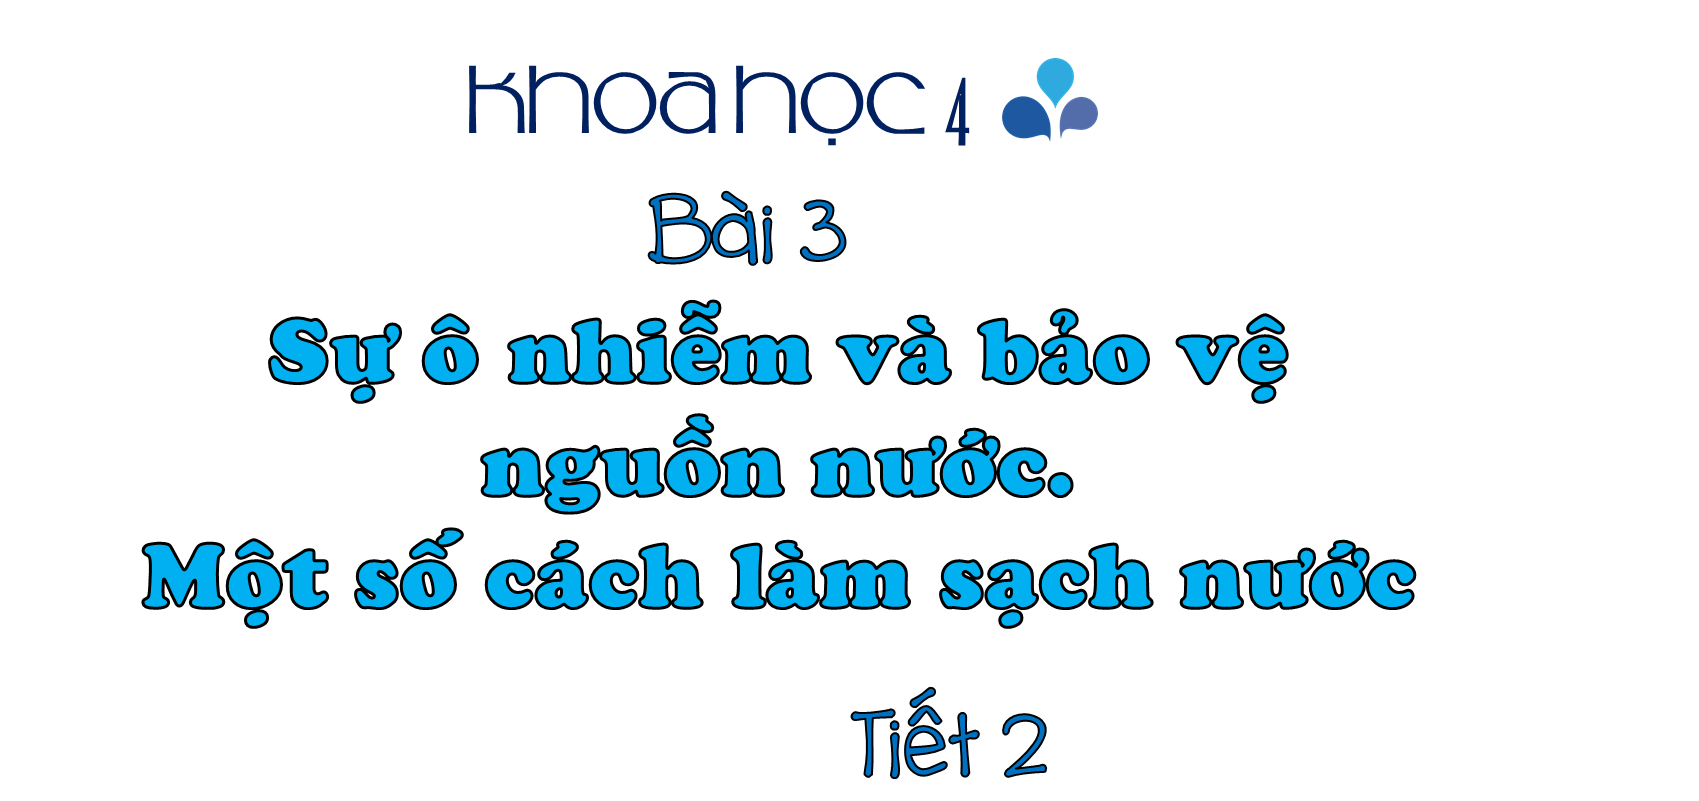 Khoa học 4
Bài 3
Sự ô nhiễm và bảo vệ
nguồn nước.
Một số cách làm sạch nước
Tiết 2